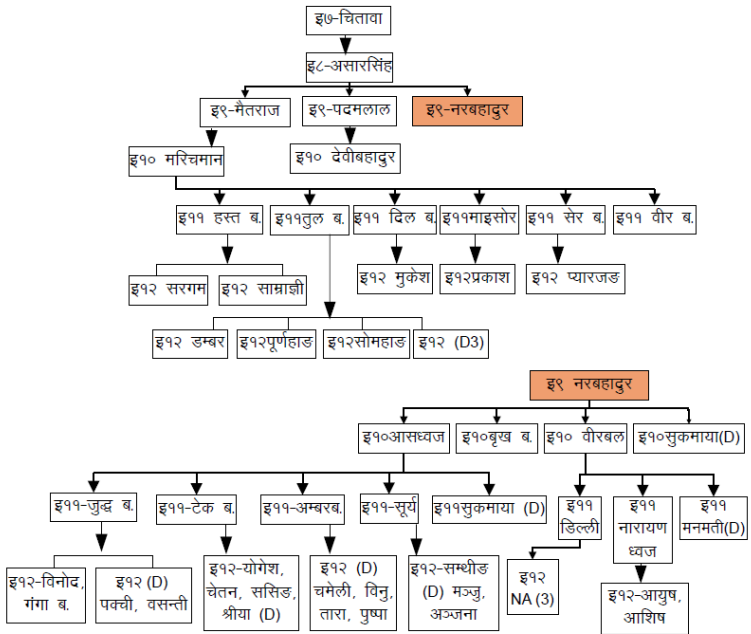 इ७-चितावा
इ८-असारसिंह
इ९-मैतराज इ९-पदमलाल इ९-नरबहादुर
इ१० मरिचमान इ१० देवीबहादुर
इ११ हस्त ब. इ११तुल ब. इ११ दिल ब. इ११माइसोर इ११ सेर ब. इ११ वीर ब.
इ१२ सरगम इ१२ साम्राज्ञी इ१२ मुकेश इ१२प्रकाश इ१२ प्यारजङ
इ१२ डम्बर इ१२पूर्णहाङ इ१२सोमहाङ इ१२ (D3)
इ९ नरबहादुर
इ१०आसध्वज इ१०बृख ब. इ१० वीरबल इ१०सुकमाया(D)
इ११-जुद्ध ब. इ११-टेक ब. इ११-अम्बरब. इ११-सूर्य इ११सुकमाया (D)
इ११
डिल्ली
इ११
नारायण
ध्वज
इ११
मनमती(D)
इ१२-विनोद,
गंगा ब.
इ१२ (D)
पक्ची, वसन्ती
इ१२-योगेश,
चेतन, ससिङ,
श्रीया (D)
इ१२ (D)
चमेली, विनु,
तारा, पुष्पा
इ१२-सम्थीङ
(D) मञ्जु,
अञ्जना
इ१२
NA (3)
इ१२-आयुष,
आशिष